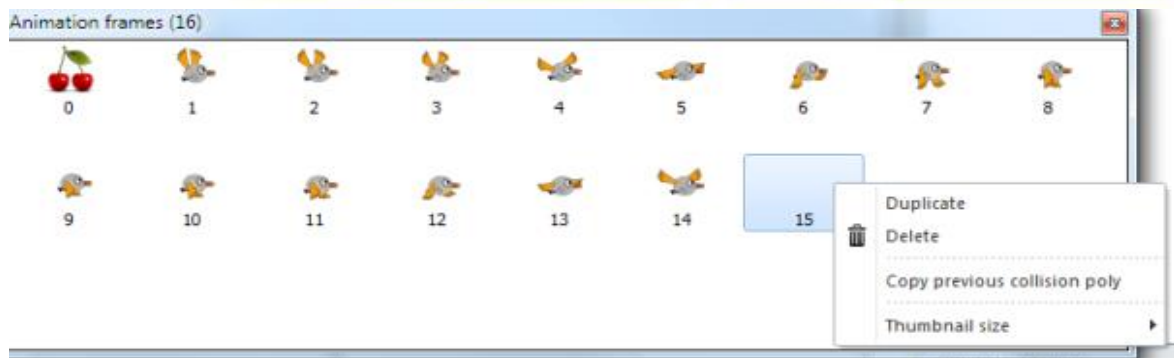 Animation frames (16)
0 1 2 3 4 5 6 7 8
9 10 11 12 13 14 15
Duplicate
Delete
Copy previous collision poly
Thumbnail size